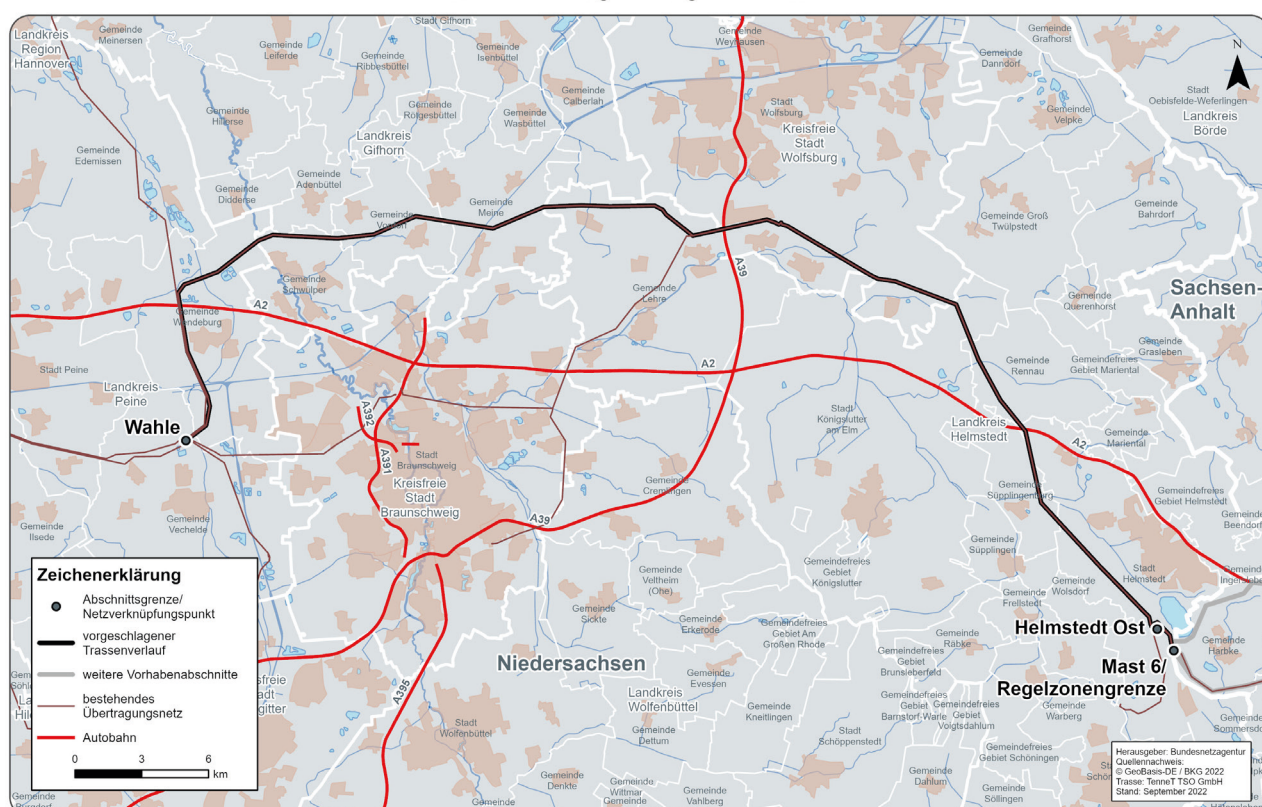 Stadt Gifhorn
Landkreis
Region
Hannover
Gemeinde
Meinersen
Gemeinde
Leiferde
Gemeinde
Ribbesbüttel
Gemeinde
Isenbüttel
Gemeinde
Weyhausen
Gemeinde
Grafhorst
Gemeinde
Danndorf
N
Gemeinde
Hillerse
Gemeinde
Rötgesbüttel
Gemeinde
Calberlah
Gemeinde
Wasbüttel
Stadt
Wolfsburg
Kreisfreie
Stadt
Wolfsburg
Gemeinde
Velpke
Stadt
Oebisfelde-Weferlingen
Landkreis
Börde
Landkreis
Gifhorn
Gemeinde
Edemissen
Gemeinde
Adenbüttel
Gemeinde
Didderse
Gemeinde
Meine
Gemeinde
Gemeinde Groß
Twülpstedt
Gemeinde
Bahrdorf
Gemeinde
Schwülper
Gemeinde
Lehre
A39
Sachsen-
Anhalt
Gemeinde
Querenhorst
Gemeinde
Wendeburg
A2
Gemeinde
Grasleben
Stadt Peine
Landkreis
Peine
A2
Gemeinde
Rennau
Gemeindefreies
Gebiet Mariental
Wahle
A392
A391
Stadt
Braunschweig
Kreisfreie
Stadt
Braunschweig
Stadt
Königslutter
am Elm
Landkreis
Helmstedt
A2
Gemeinde
Mariental
Gemeinde
Cremlingen
Gemeinde
Süpplingenburg
Gemeindefreies
Gebiet Helmstedt
Gemeinde
Beendorf
Gemeinde
Ilsede
Gemeinde
Vechelde
A39
Gemeinde
Süpplingen
Gemeindefreies
Gebiet
Königslutter
Gemeinde
Veltheim
(Ohe)
Stadt
Helmstedt
Gemeinde
Gemeinde
Wolsdorf
Gemeinde
Frellstedt
Gemeinde
Sickte
Gemeinde
Erkerode
Gemeindefreies
Gebiet Am
Großen Rhode
Gemeinde
Räbke
Helmstedt Ost
Gemeinde
Harbke
Mast 6/
Regelzonengrenze
Niedersachsen
Gemeindefreies
Gebiet
Brunsleberfeld
Gemeinde
Evessen
Landkreis
Wolfenbüttel
Gemeinde
Kneitlingen
Gemeindefreies
Gebiet
Barnstorf-Warle
Gemeindefreies
Gebiet
Voigtsdahlum
Gemeinde
Warberg
Gemeinde
A395
Stadt
Wolfenbüttel
Gemeinde
Dettum
Stadt
Schöppenstedt
Gemeindefreies
Gebiet Schöningen
Gemeinde
Denkte
Gemeinde
Wittmar
Gemeinde
Gemeinde
Vahlberg
Gemeinde
Dahlum
Gemeinde
Söllingen
Zeichenerklärung
Abschnittsgrenze/
Netzverknüpfungspunkt
vorgeschlagener
Trassenverlauf
weitere Vorhabenabschnitte
bestehendes
Übertragungsnetz
Autobahn
0 3 6
km
Herausgeber: Bundesnetzagentur
Quellennachweis:
© GeoBasis-DE / BKG 2022
Trasse: TenneT TSO GmbH
Stand: September 2022